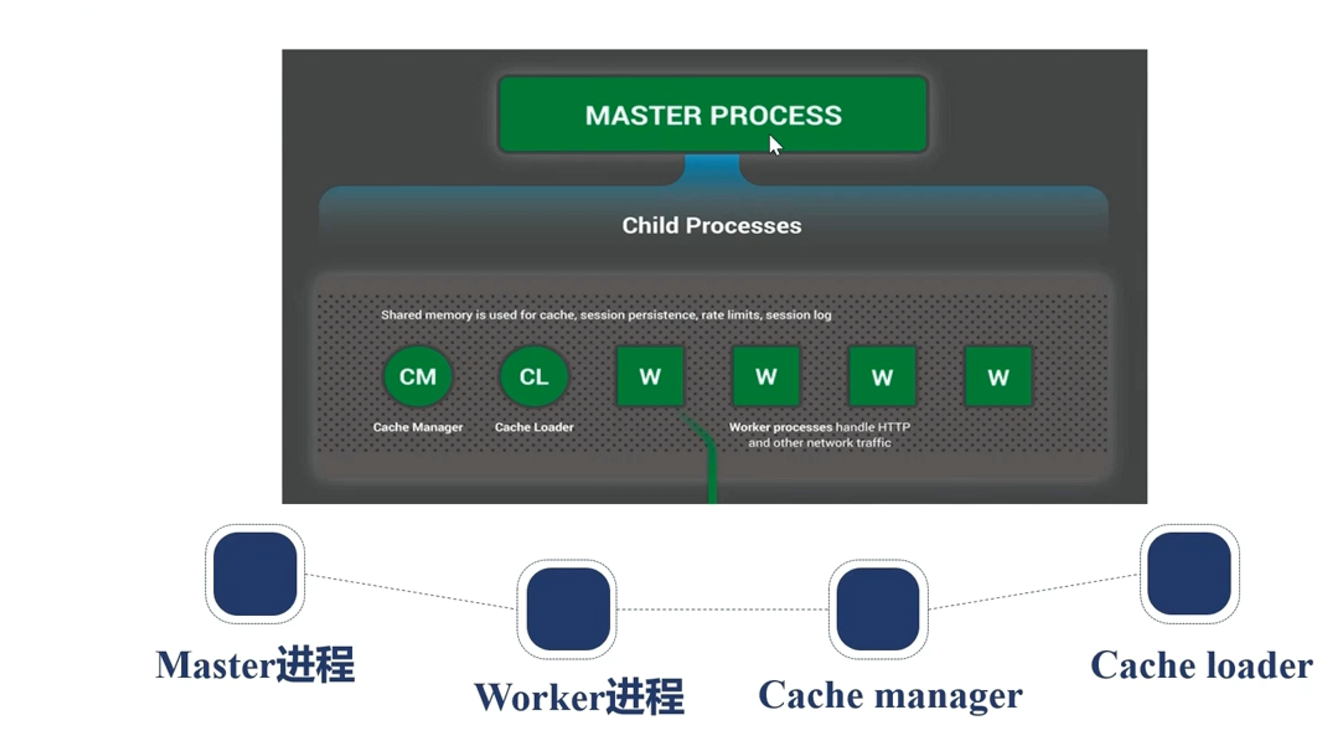 MASTER PROCESS
Child Processes
Shared memory is used for cache, session persistence, rate limits, session log
CM
CL
W
W
W
W
Cache Manager
Cache Loader
Worker processes handle HTTP
and other network traffic
Master进程
Worker进程
Cache manager
Cache loader